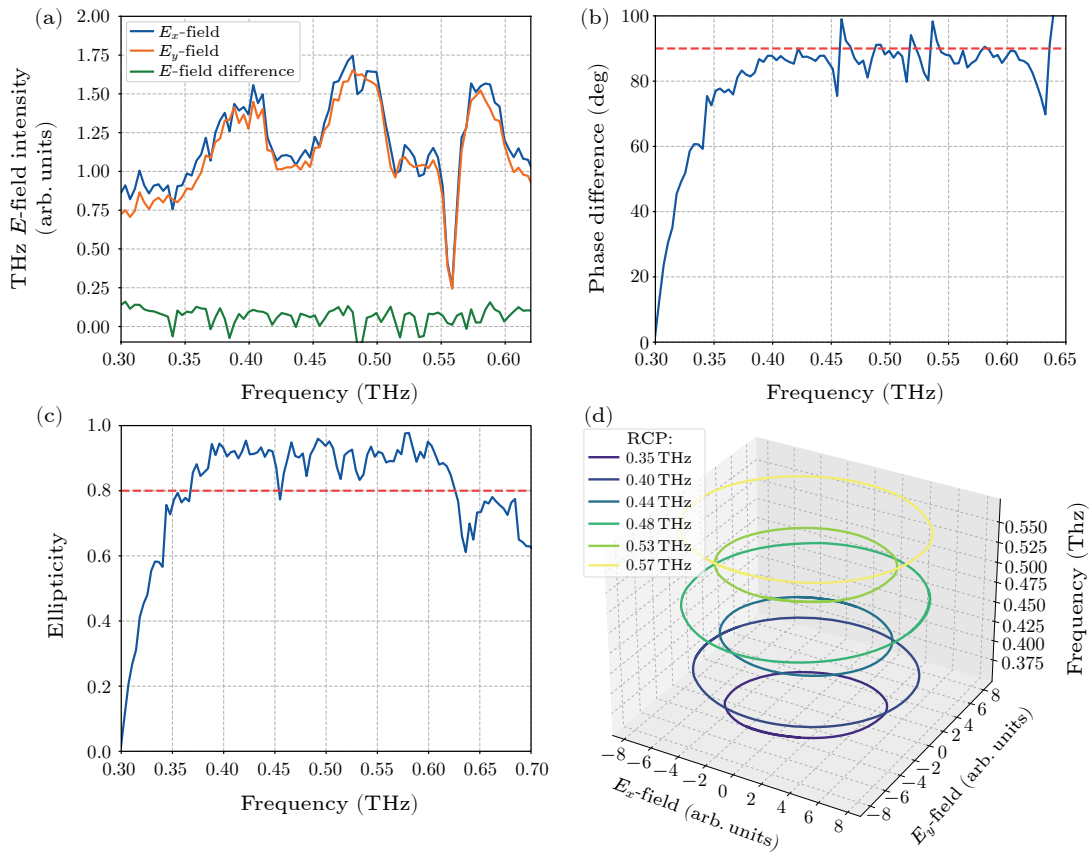 (a)
Ex-field
Ey-field
E-field difference
THz E-field intensity
(arb. units)
1.75
1.50
1.25
1.00
0.75
0.50
0.25
0.00
0.30
0.35
0.40
0.45
0.50
0.55
0.60
Frequency (THz)
(b)
Phase difference (deg)
100
80
60
40
20
0
0.30
0.35
0.40
0.45
0.50
0.55
0.60
0.65
Frequency (THz)
(c)
Ellipticity
1.0
0.8
0.6
0.4
0.2
0.0
0.30
0.35
0.40
0.45
0.50
0.55
0.60
0.65
0.70
Frequency (THz)
(d)
RCP:
0.35 THz
0.40 THz
0.44 THz
0.48 THz
0.53 THz
0.57 THz
0.550
0.525
0.500
0.475
0.450
0.425
0.400
0.375
Frequency (Thz)
−8
−6
−4
−2
0
2
4
6
8
Ex-field (arb. units)
8
6
4
2
0
−2
−4
−6
−8
Ey-field (arb. units)
2.00